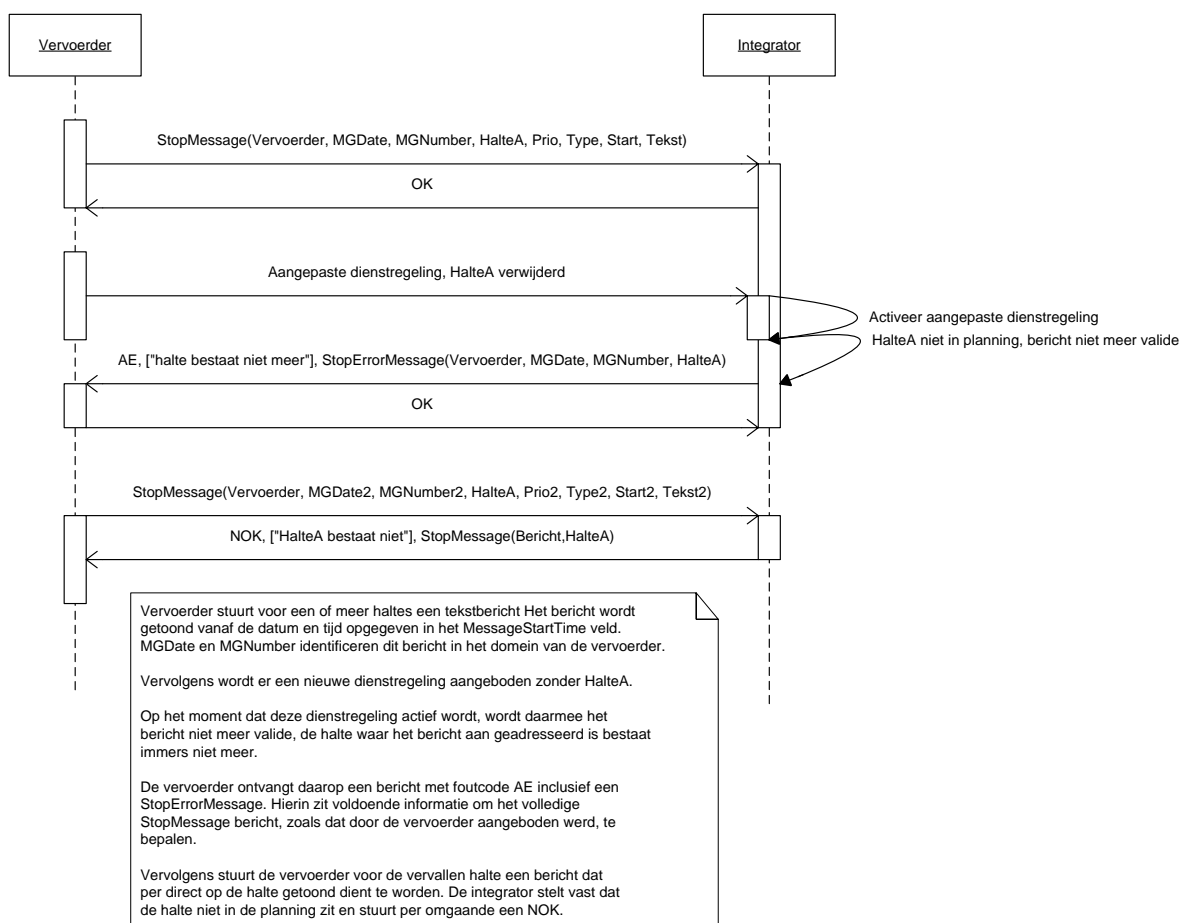 Vervoerder
Integrator
StopMessage(Vervoerder, MGDate, MGNumber, HalteA, Prio, Type, Start, Tekst)
OK
Aangepaste dienstregeling, HalteA verwijderd
Activeer aangepaste dienstregeling
HalteA niet in planning, bericht niet meer valide
AE, ["halte bestaat niet meer"], StopErrorMessage(Vervoerder, MGDate, MGNumber, HalteA)
OK
StopMessage(Vervoerder, MGDate2, MGNumber2, HalteA, Prio2, Type2, Start2, Tekst2)
NOK, ["HalteA bestaat niet"], StopMessage(Bericht,HalteA)
Vervoerder stuurt voor een of meer haltes een tekstbericht Het bericht wordt
getoond vanaf de datum en tijd opgegeven in het MessageStartTime veld.
MGDate en MGNumber identificeren dit bericht in het domein van de vervoerder.
Vervolgens wordt er een nieuwe dienstregeling aangeboden zonder HalteA.
Op het moment dat deze dienstregeling actief wordt, wordt daarmee het
bericht niet meer valide, de halte waar het bericht aan geadresseerd is bestaat
immers niet meer.
De vervoerder ontvangt daarop een bericht met foutcode AE inclusief een
StopErrorMessage. Hierin zit voldoende informatie om het volledige
StopMessage bericht, zoals dat door de vervoerder aangeboden werd, te
bepalen.
Vervolgens stuurt de vervoerder voor de vervallen halte een bericht dat
per direct op de halte getoond dient te worden. De integrator stelt vast dat
de halte niet in de planning zit en stuurt per omgaande een NOK.